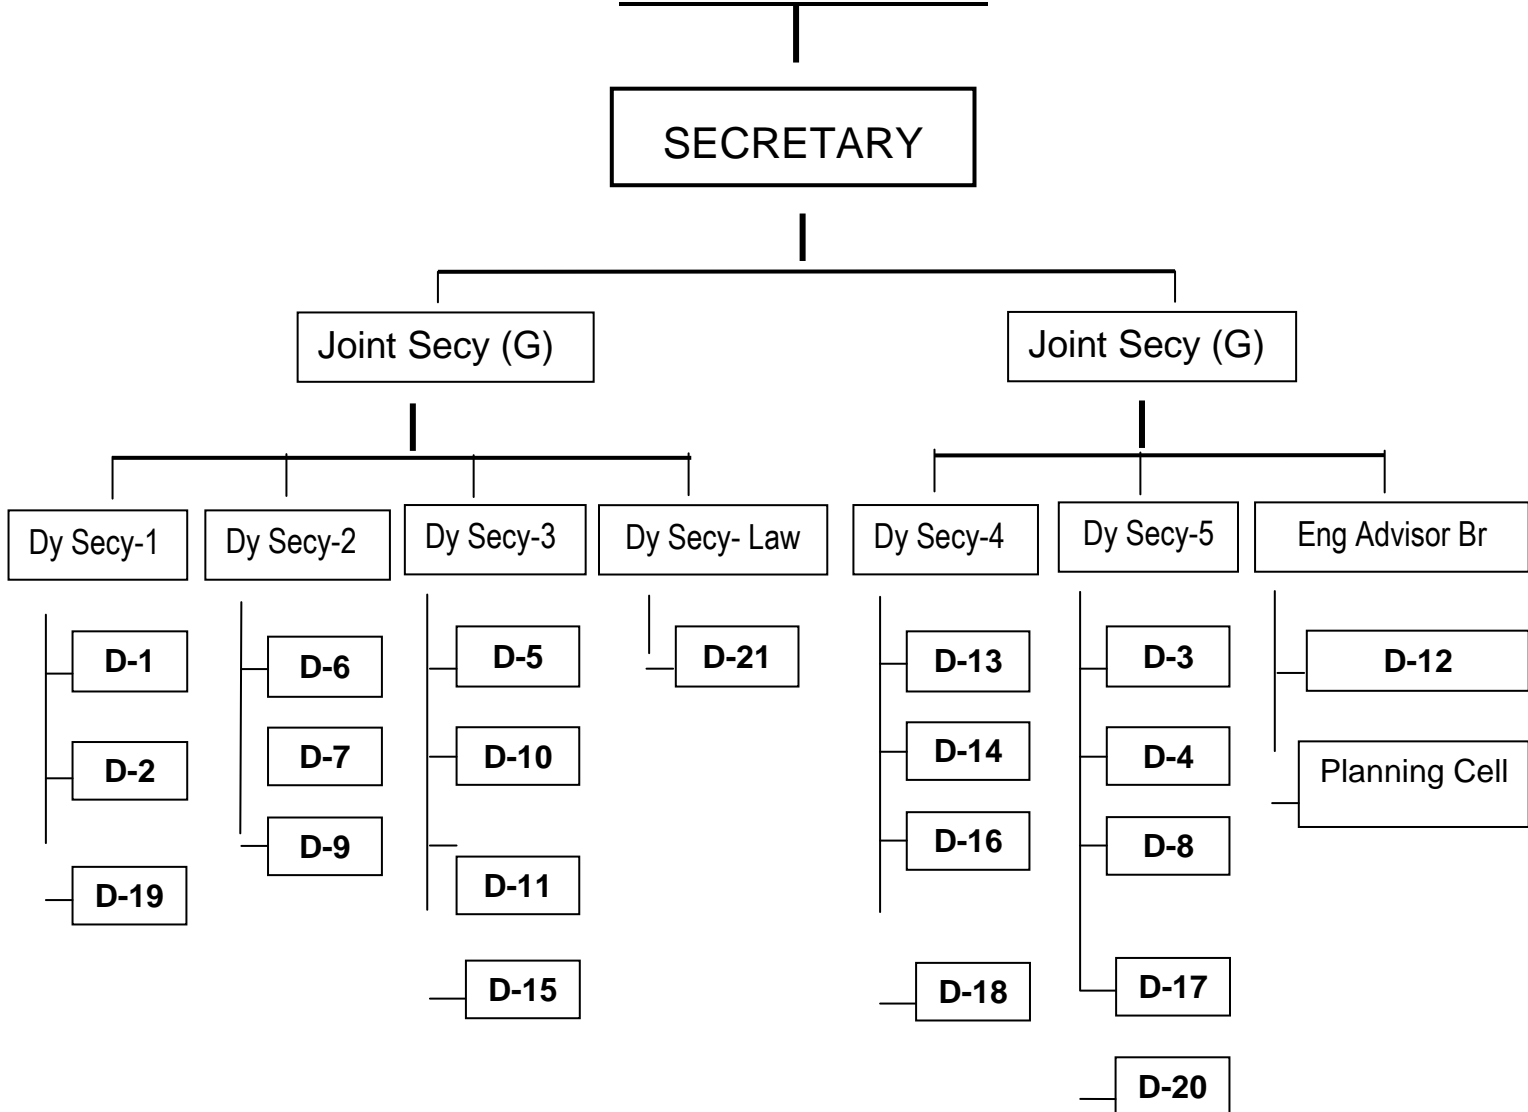 SECRETARY
Joint Secy (G)
Joint Secy (G)
Dy Secy-1
Dy Secy-2
Dy Secy-3
Dy Secy- Law
Dy Secy-4
Dy Secy-5
Eng Advisor Br
D-1
D-2
D-19
D-6
D-7
D-9
D-5
D-10
D-11
D-15
D-21
D-13
D-14
D-16
D-18
D-3
D-4
D-8
D-17
D-20
D-12
Planning Cell